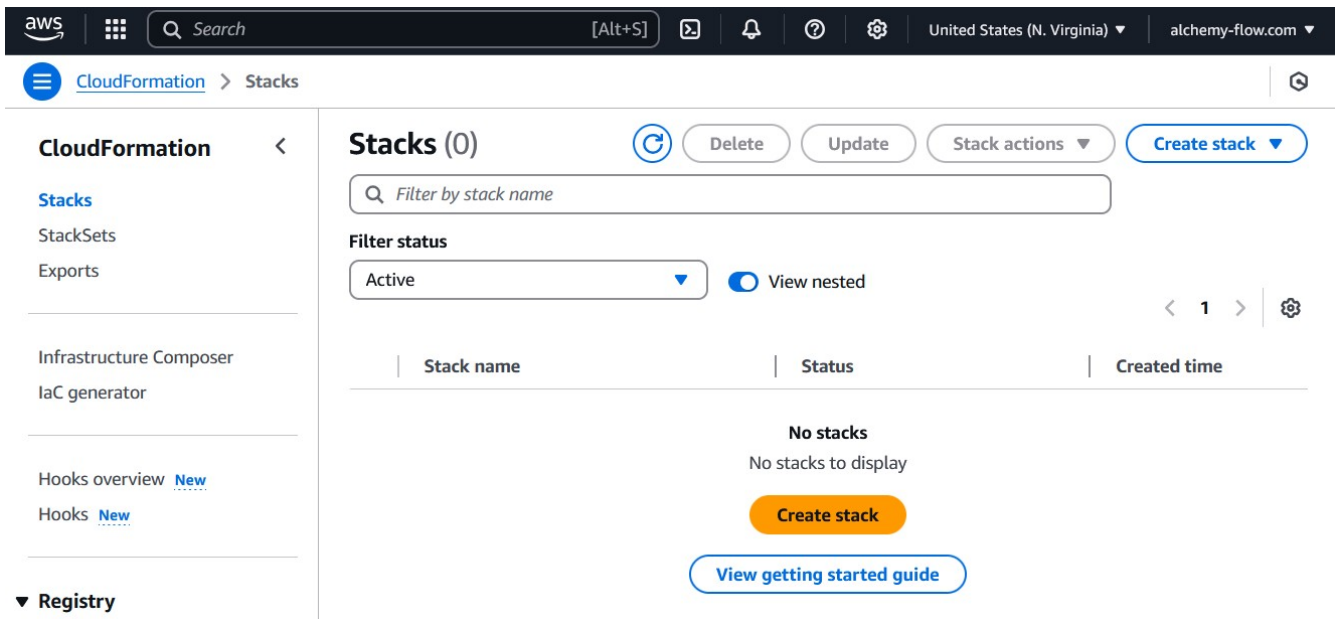 aws
Search [Alt+S] United States (N. Virginia) alchemy-flow.com
CloudFormation > Stacks
CloudFormation
Stacks
StackSets
Exports
Infrastructure Composer
IaC generator
Hooks overview New
Hooks New
Registry
Stacks (0)
Delete Update Stack actions Create stack
Filter by stack name
Filter status
Active View nested
1
Stack name Status Created time
No stacks
No stacks to display
Create stack
View getting started guide